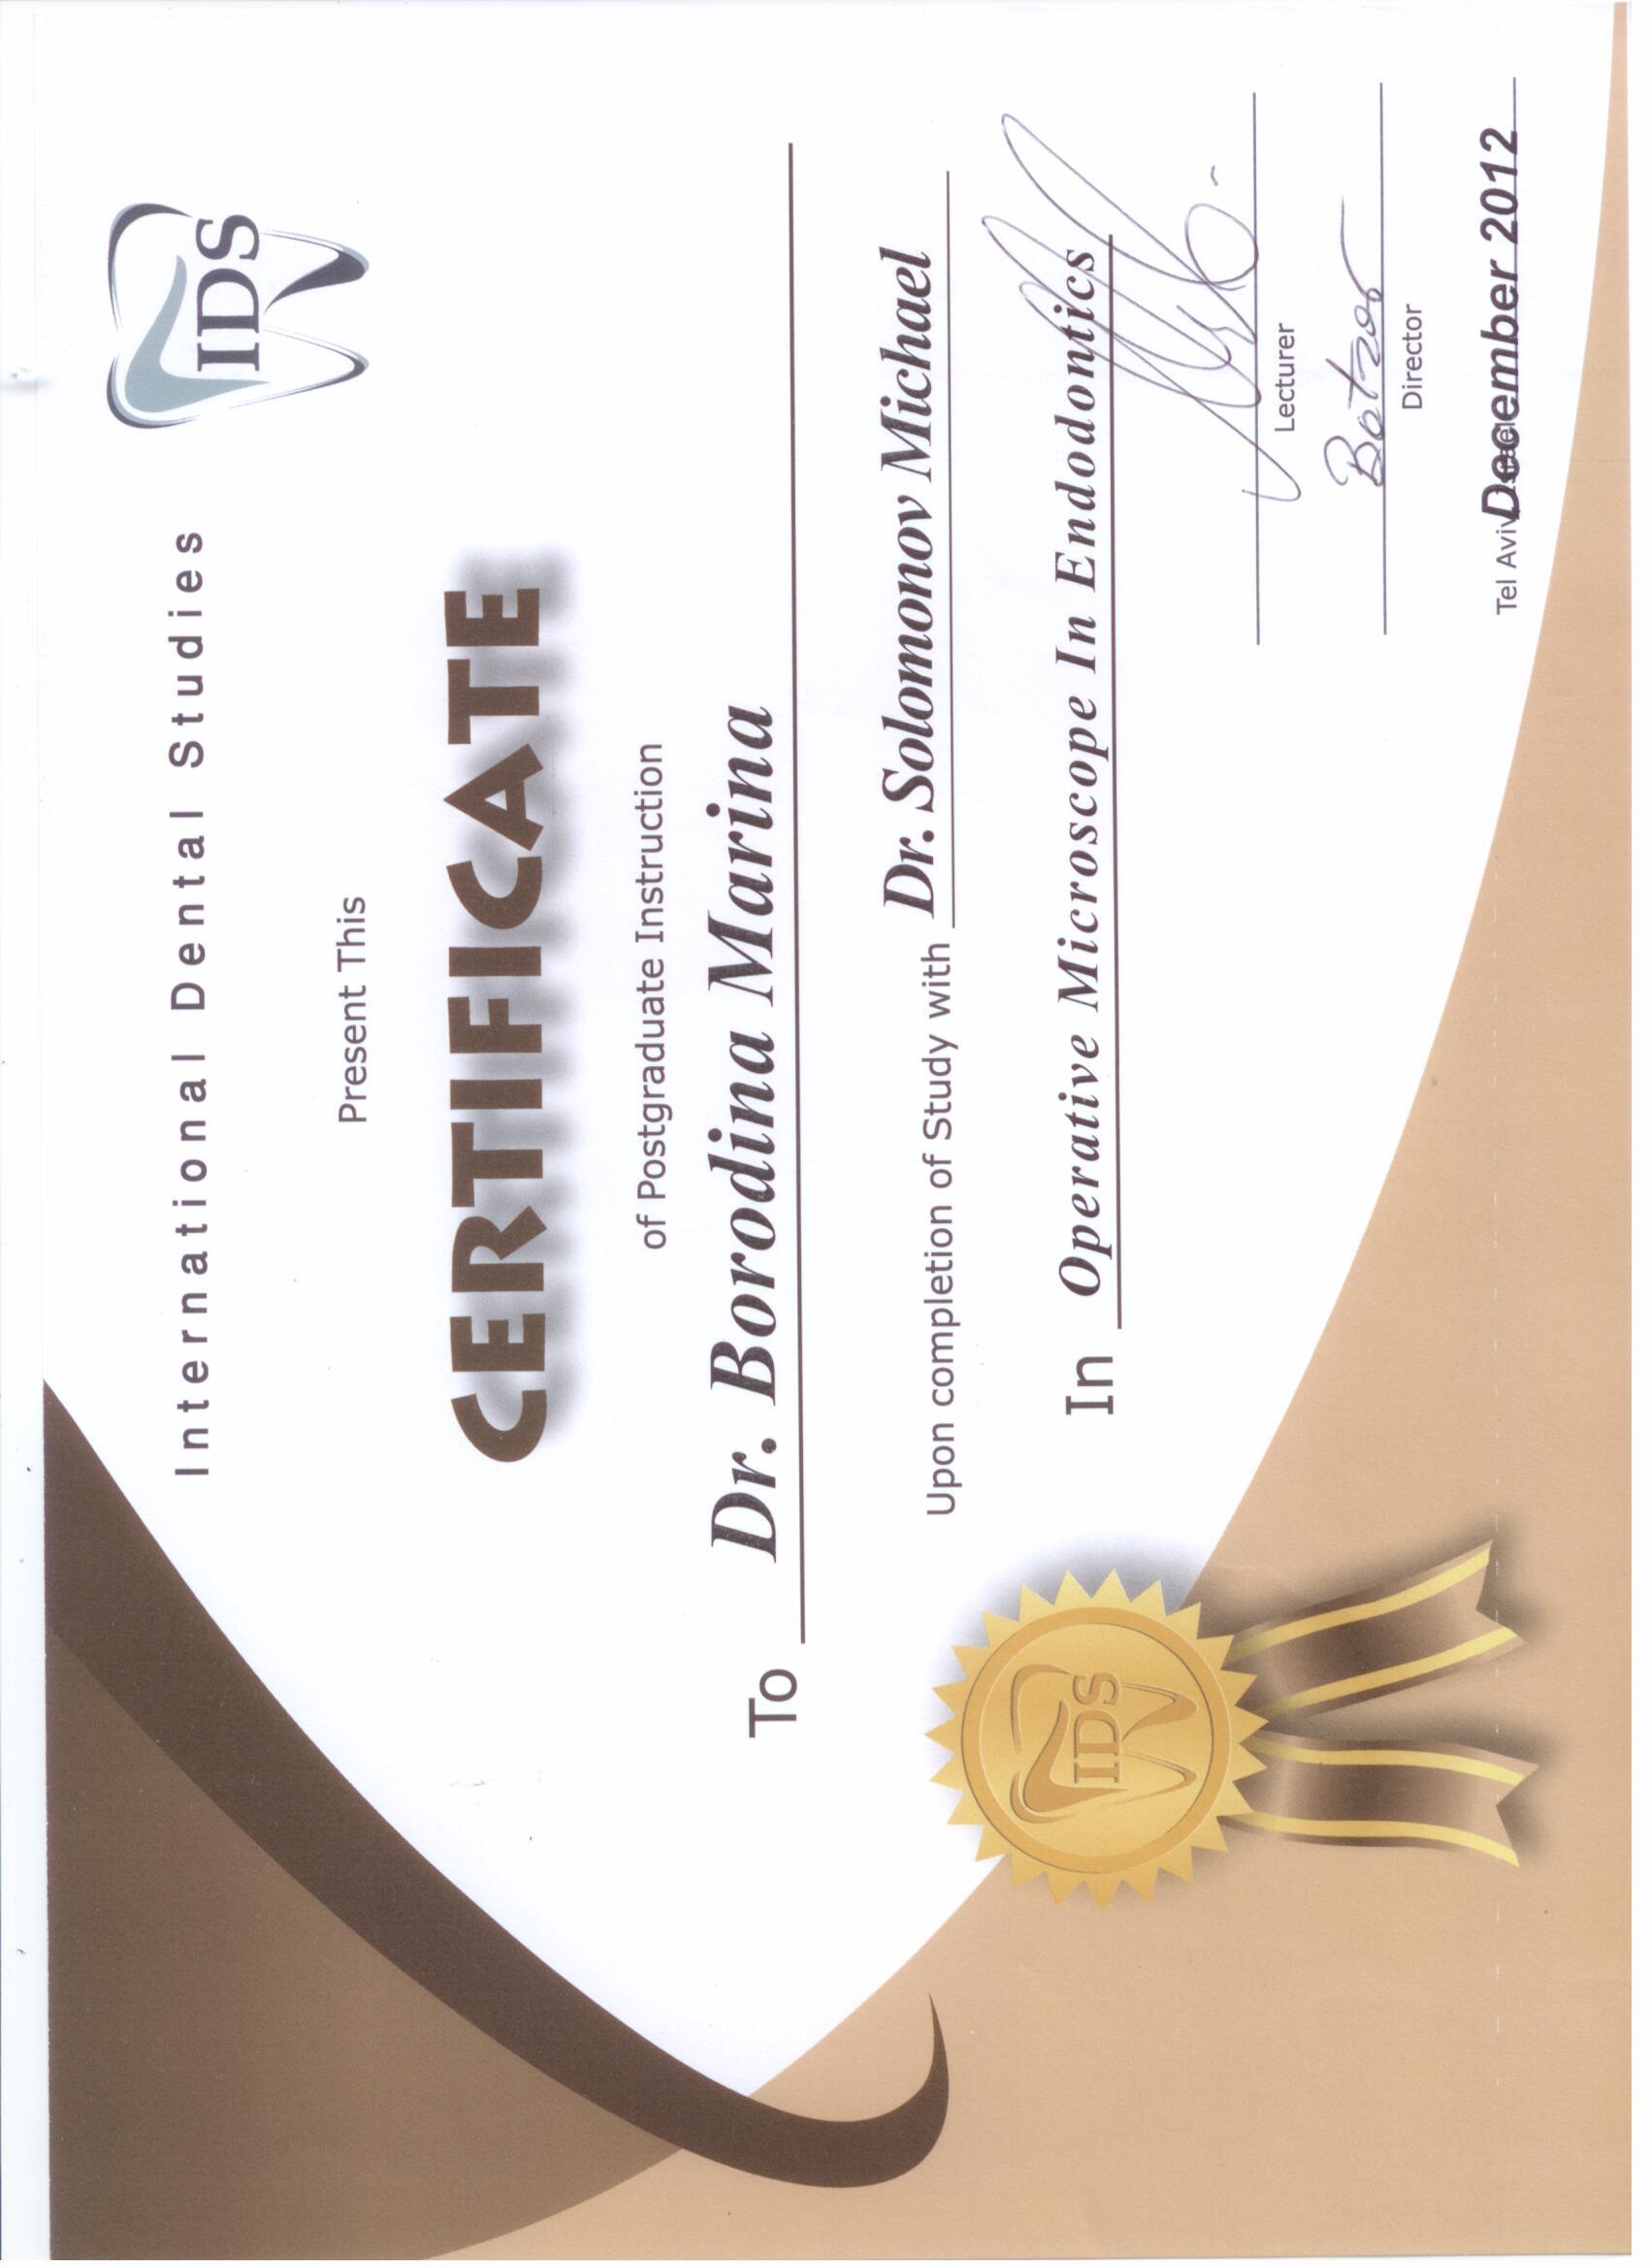 International Dental Studies
IDS
Present This
CERTIFICATE
of Postgraduate Instruction
To Dr. Borodina Marina
Upon completion of Study with Dr. Solomonov Michael
In Operative Microscope In Endodontics
Lecturer
Director
Tel Aviv December 2012
IDS